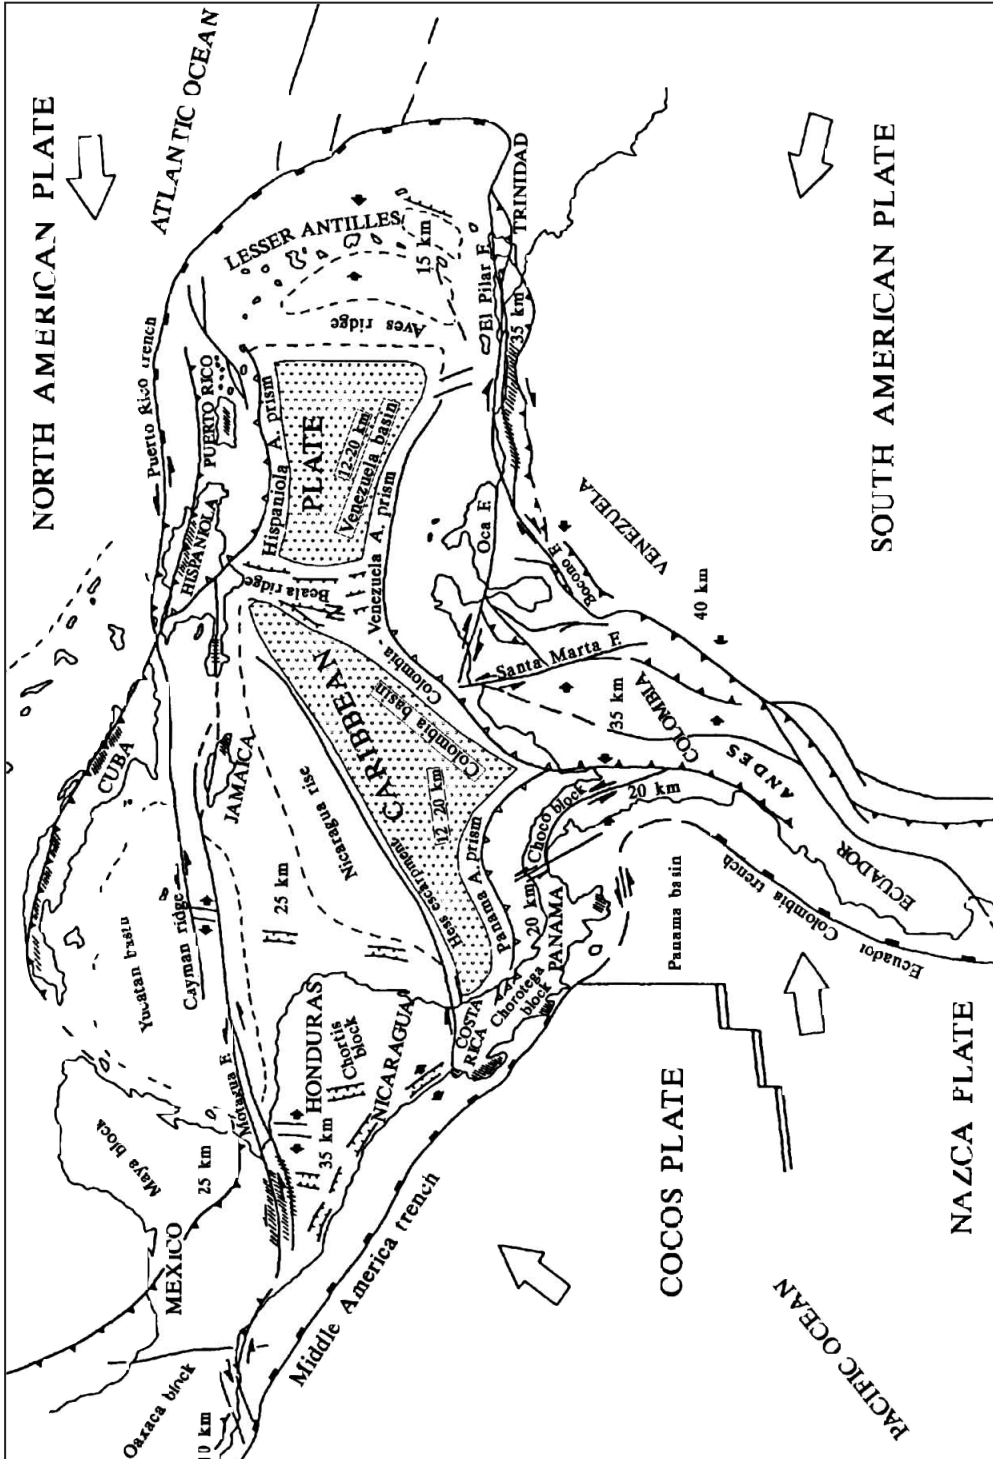 NORTH AMERICAN PLATE
ATLANTIC OCEAN
SOUTH AMERICAN PLATE
LESSER ANTILLES
15 km
TRINIDAD
El Pilar F.
35 km
Aves ridge
Puerto Rico trench
PUERTO RICO
Hispaniola A. prism
PLATE
12-20 km
Venezuela basin
Venezuela A. prism
HISPANIOLA
Beata ridge
Oca F.
Bocono F.
VENEZUELA
40 km
CUBA
JAMAICA
Nicaragua rise
CARIBBEAN
Colombia
Colombia basin
12-20 km
Santa Marta F.
35 km
COLOMBIA
ANDES
Hess escarpment
Panama A. prism
Choco block
20 km
20 km
PANAMA
Panama basin
Colombia trench
ECUADOR
Ecuador
Yucatan basin
Cayman ridge
25 km
HONDURAS
Chortis block
NICARAGUA
COSTA RICA
Chorotega block
Motagua F.
Maya block
25 km
35 km
MEXICO
Middle America trench
Oaxaca block
COCOS PLATE
NAZCA PLATE
PACIFIC OCEAN